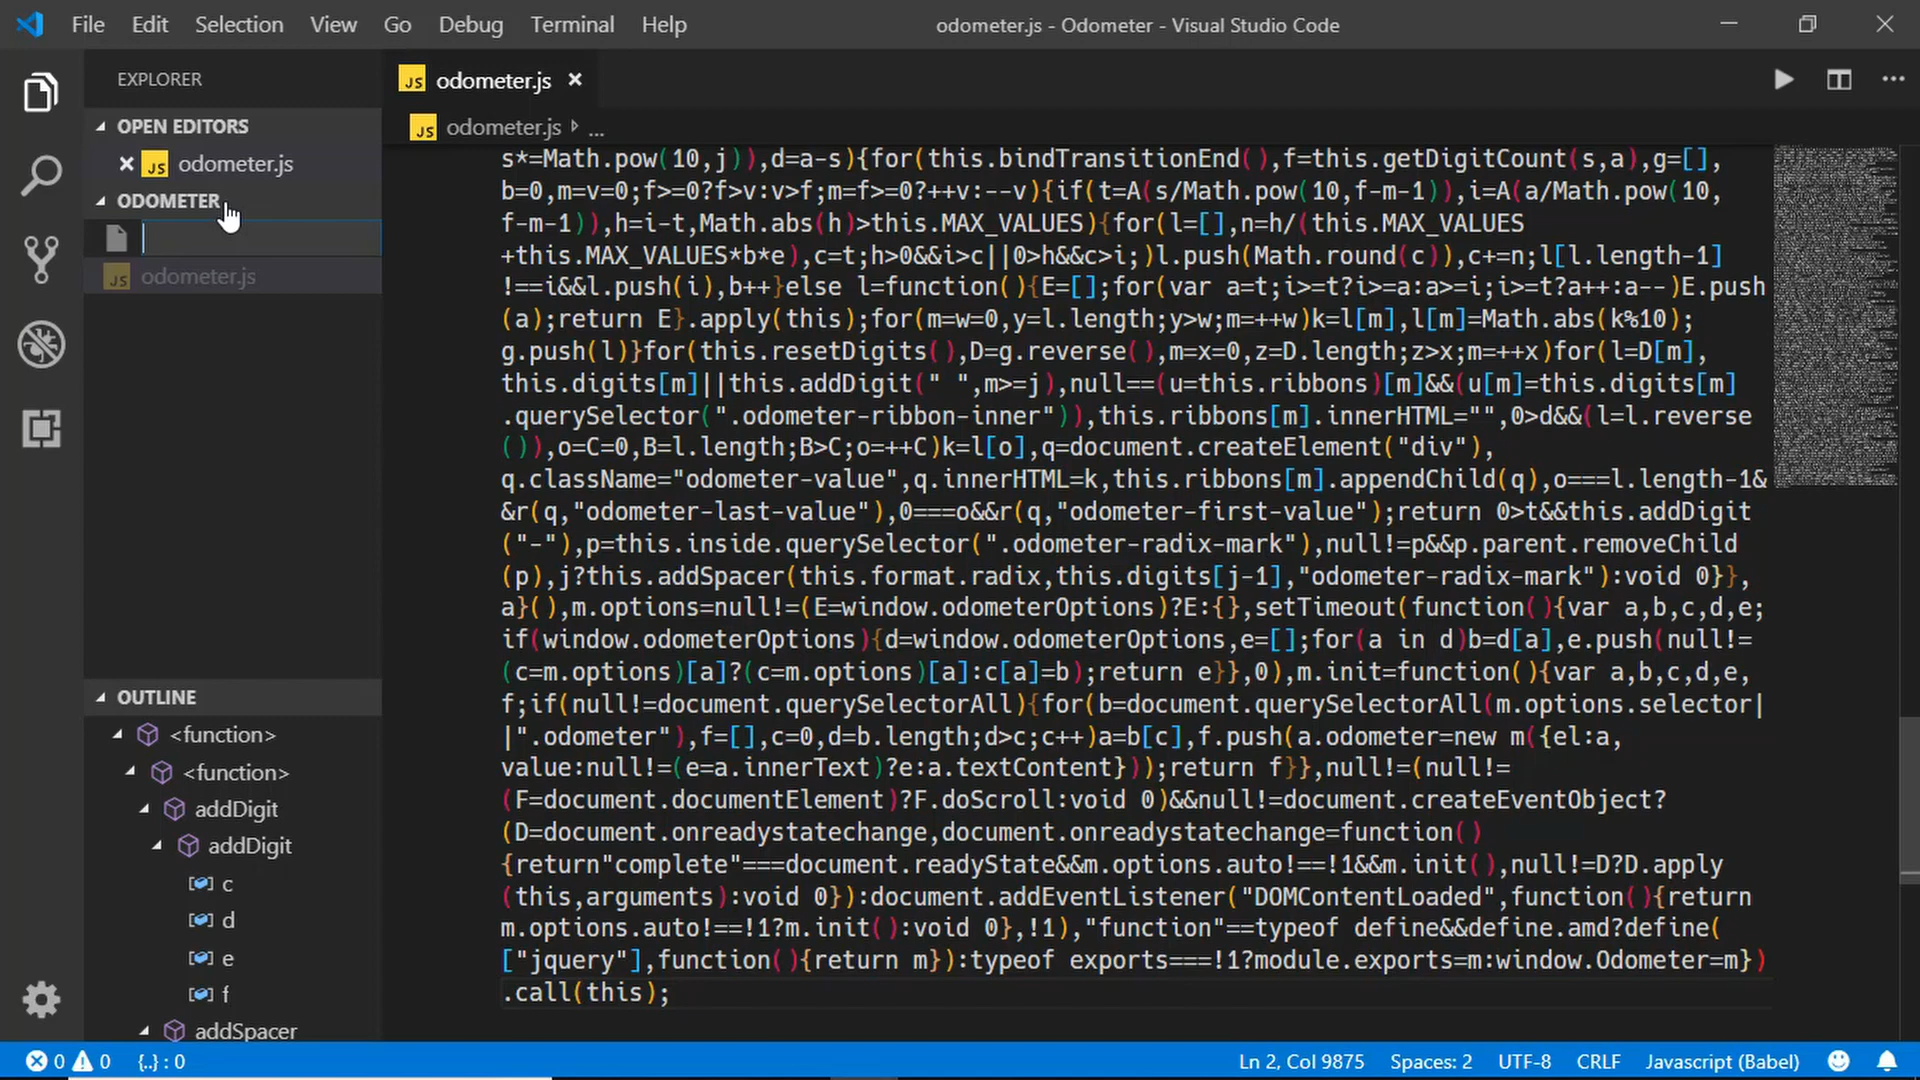 File Edit Selection View Go Debug Terminal Help
odometer.js - Odometer - Visual Studio Code
EXPLORER
OPEN EDITORS
JS odometer.js
ODOMETER
JS odometer.js
OUTLINE
<function>
<function>
addDigit
addDigit
c
d
e
f
addSpacer
JS odometer.js
JS odometer.js ...
s*=Math.pow(10,j)),d=a-s){for(this.bindTransitionEnd(),f=this.getDigitCount(s,a),g=[],
b=0,m=v=0;f>=0?f>v:v>f;m=f>=0?++v:--v){if(t=A(s/Math.pow(10,f-m-1)),i=A(a/Math.pow(10,
f-m-1)),h=i-t,Math.abs(h)>this.MAX_VALUES){for(l=[],n=h/(this.MAX_VALUES
+this.MAX_VALUES*b*e),c=t;h>0&&i>c||0>h&&c>i;)l.push(Math.round(c)),c+=n;l[l.length-1]
!==i&&l.push(i),b++}else l=function(){E=[];for(var a=t;i>=t?i>=a:a>=i;i>=t?a++:a--)E.push
(a);return E}.apply(this);for(m=w=0,y=l.length;y>w;m=++w)k=l[m],l[m]=Math.abs(k%10);
g.push(l)}for(this.resetDigits(),D=g.reverse(),m=x=0,z=D.length;z>x;m=++x)for(l=D[m],
this.digits[m]||this.addDigit(" ",m>=j),null==(u=this.ribbons)[m]&&(u[m]=this.digits[m]
.querySelector(".odometer-ribbon-inner")),this.ribbons[m].innerHTML="",0>d&&(l=l.reverse
()),o=C=0,B=l.length;B>C;o=++C)k=l[o],q=document.createElement("div"),
q.className="odometer-value",q.innerHTML=k,this.ribbons[m].appendChild(q),o===l.length-1&
&r(q,"odometer-last-value"),0===o&&r(q,"odometer-first-value");return 0>t&&this.addDigit
("-"),p=this.inside.querySelector(".odometer-radix-mark"),null!=p&&p.parent.removeChild
(p),j?this.addSpacer(this.format.radix,this.digits[j-1],"odometer-radix-mark"):void 0}},
a}(),m.options=null!=(E=window.odometerOptions)?E:{},setTimeout(function(){var a,b,c,d,e;
if(window.odometerOptions){d=window.odometerOptions,e=[];for(a in d)b=d[a],e.push(null!=
(c=m.options)[a]?(c=m.options)[a]:c[a]=b);return e}},0),m.init=function(){var a,b,c,d,e,
f;if(null!=document.querySelectorAll){for(b=document.querySelectorAll(m.options.selector|
|".odometer"),f=[],c=0,d=b.length;d>c;c++)a=b[c],f.push(a.odometer=new m({el:a,
value:null!=(e=a.innerText)?e:a.textContent}));return f}},null!=(null!=
(F=document.documentElement)?F.doScroll:void 0)&&null!=document.createEventObject?
(D=document.onreadystatechange,document.onreadystatechange=function()
{return"complete"===document.readyState&&m.options.auto!==!1&&m.init(),null!=D?D.apply
(this,arguments):void 0}):document.addEventListener("DOMContentLoaded",function(){return
m.options.auto!==!1?m.init():void 0},!1),"function"==typeof define&&define.amd?define(
["jquery"],function(){return m}):typeof exports===!1?module.exports=m:window.Odometer=m})
.call(this);
0 0 {..} : 0
Ln 2, Col 9875 Spaces: 2 UTF-8 CRLF Javascript (Babel)